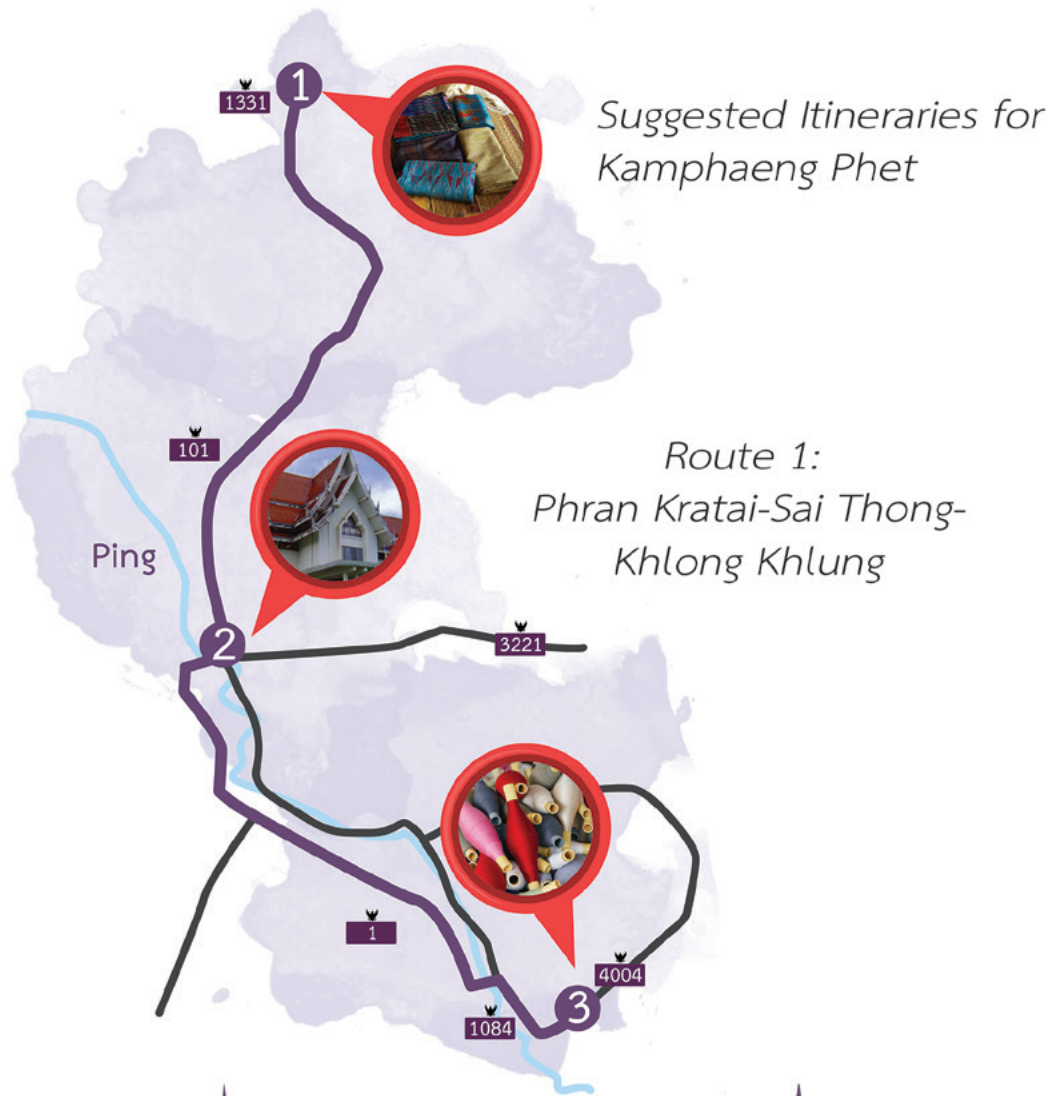 1
1331
Suggested Itineraries for
Kamphaeng Phet
101
Route 1:
Phran Kratai-Sai Thong-
Khlong Khlung
Ping
2
3221
1
4004
3
1084